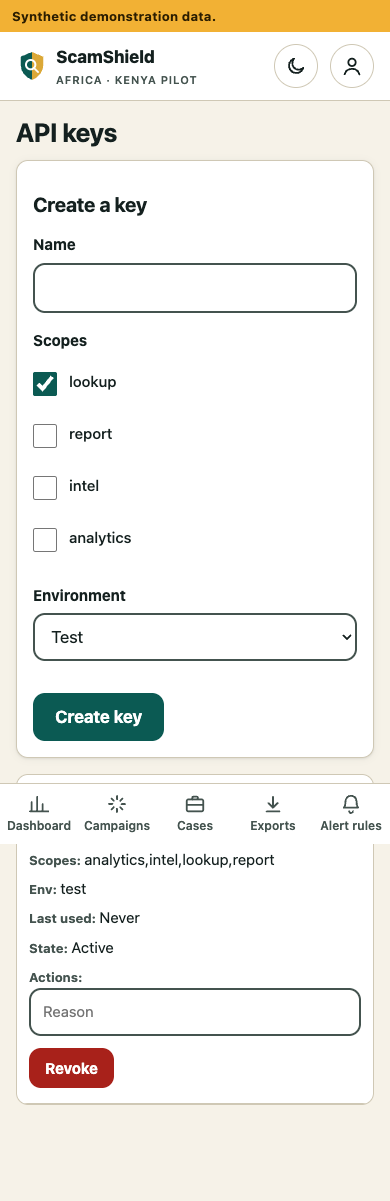 Synthetic demonstration data.
ScamShield
AFRICA · KENYA PILOT
API keys
Create a key
Name
Scopes
lookup
report
intel
analytics
Environment
Test
Create key
Dashboard
Campaigns
Cases
Exports
Alert rules
Scopes: analytics,intel,lookup,report
Env: test
Last used: Never
State: Active
Actions:
Reason
Revoke